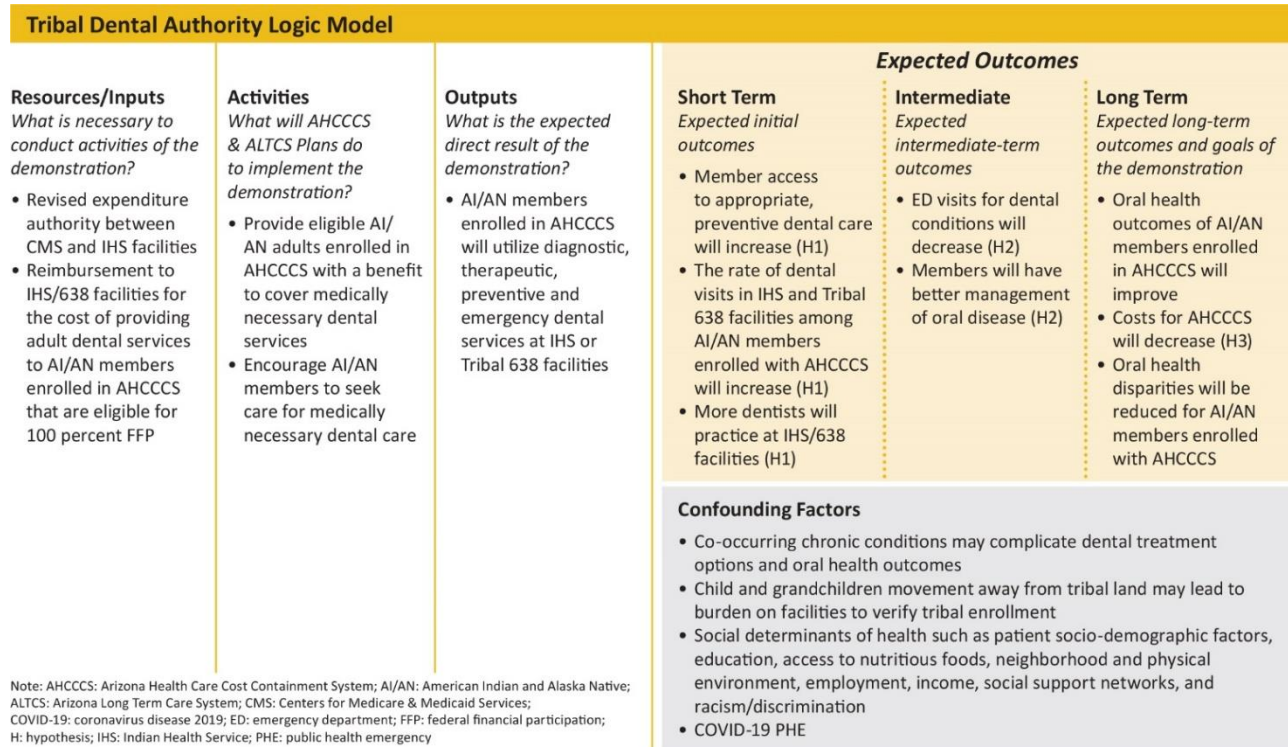 Tribal Dental Authority Logic Model
Resources/Inputs
What is necessary to
conduct activities of the
demonstration?
• Revised expenditure
authority between
CMS and IHS facilities
• Reimbursement to
IHS/638 facilities for
the cost of providing
adult dental services
to AI/AN members
enrolled in AHCCCS
that are eligible for
100 percent FFP
Activities
What will AHCCCS
& ALTCS Plans do
to implement the
demonstration?
• Provide eligible AI/
AN adults enrolled in
AHCCCS with a benefit
to cover medically
necessary dental
services
• Encourage AI/AN
members to seek
care for medically
necessary dental care
Outputs
What is the expected
direct result of the
demonstration?
• AI/AN members
enrolled in AHCCCS
will utilize diagnostic,
therapeutic,
preventive and
emergency dental
services at IHS or
Tribal 638 facilities
Expected Outcomes
Short Term
Expected initial
outcomes
• Member access
to appropriate,
preventive dental care
will increase (H1)
• The rate of dental
visits in IHS and Tribal
638 facilities among
AI/AN members
enrolled with AHCCCS
will increase (H1)
• More dentists will
practice at IHS/638
facilities (H1)
Intermediate
Expected
intermediate-term
outcomes
• ED visits for dental
conditions will
decrease (H2)
• Members will have
better management
of oral disease (H2)
Long Term
Expected long-term
outcomes and goals of
the demonstration
• Oral health
outcomes of AI/AN
members enrolled
in AHCCCS will
improve
• Costs for AHCCCS
will decrease (H3)
• Oral health
disparities will be
reduced for AI/AN
members enrolled
with AHCCCS
Confounding Factors
• Co-occurring chronic conditions may complicate dental treatment
options and oral health outcomes
• Child and grandchildren movement away from tribal land may lead to
burden on facilities to verify tribal enrollment
• Social determinants of health such as patient socio-demographic factors,
education, access to nutritious foods, neighborhood and physical
environment, employment, income, social support networks, and
racism/discrimination
• COVID-19 PHE
Note: AHCCCS: Arizona Health Care Cost Containment System; AI/AN: American Indian and Alaska Native;
ALTCS: Arizona Long Term Care System; CMS: Centers for Medicare & Medicaid Services;
COVID-19: coronavirus disease 2019; ED: emergency department; FFP: federal financial participation;
H: hypothesis; IHS: Indian Health Service; PHE: public health emergency